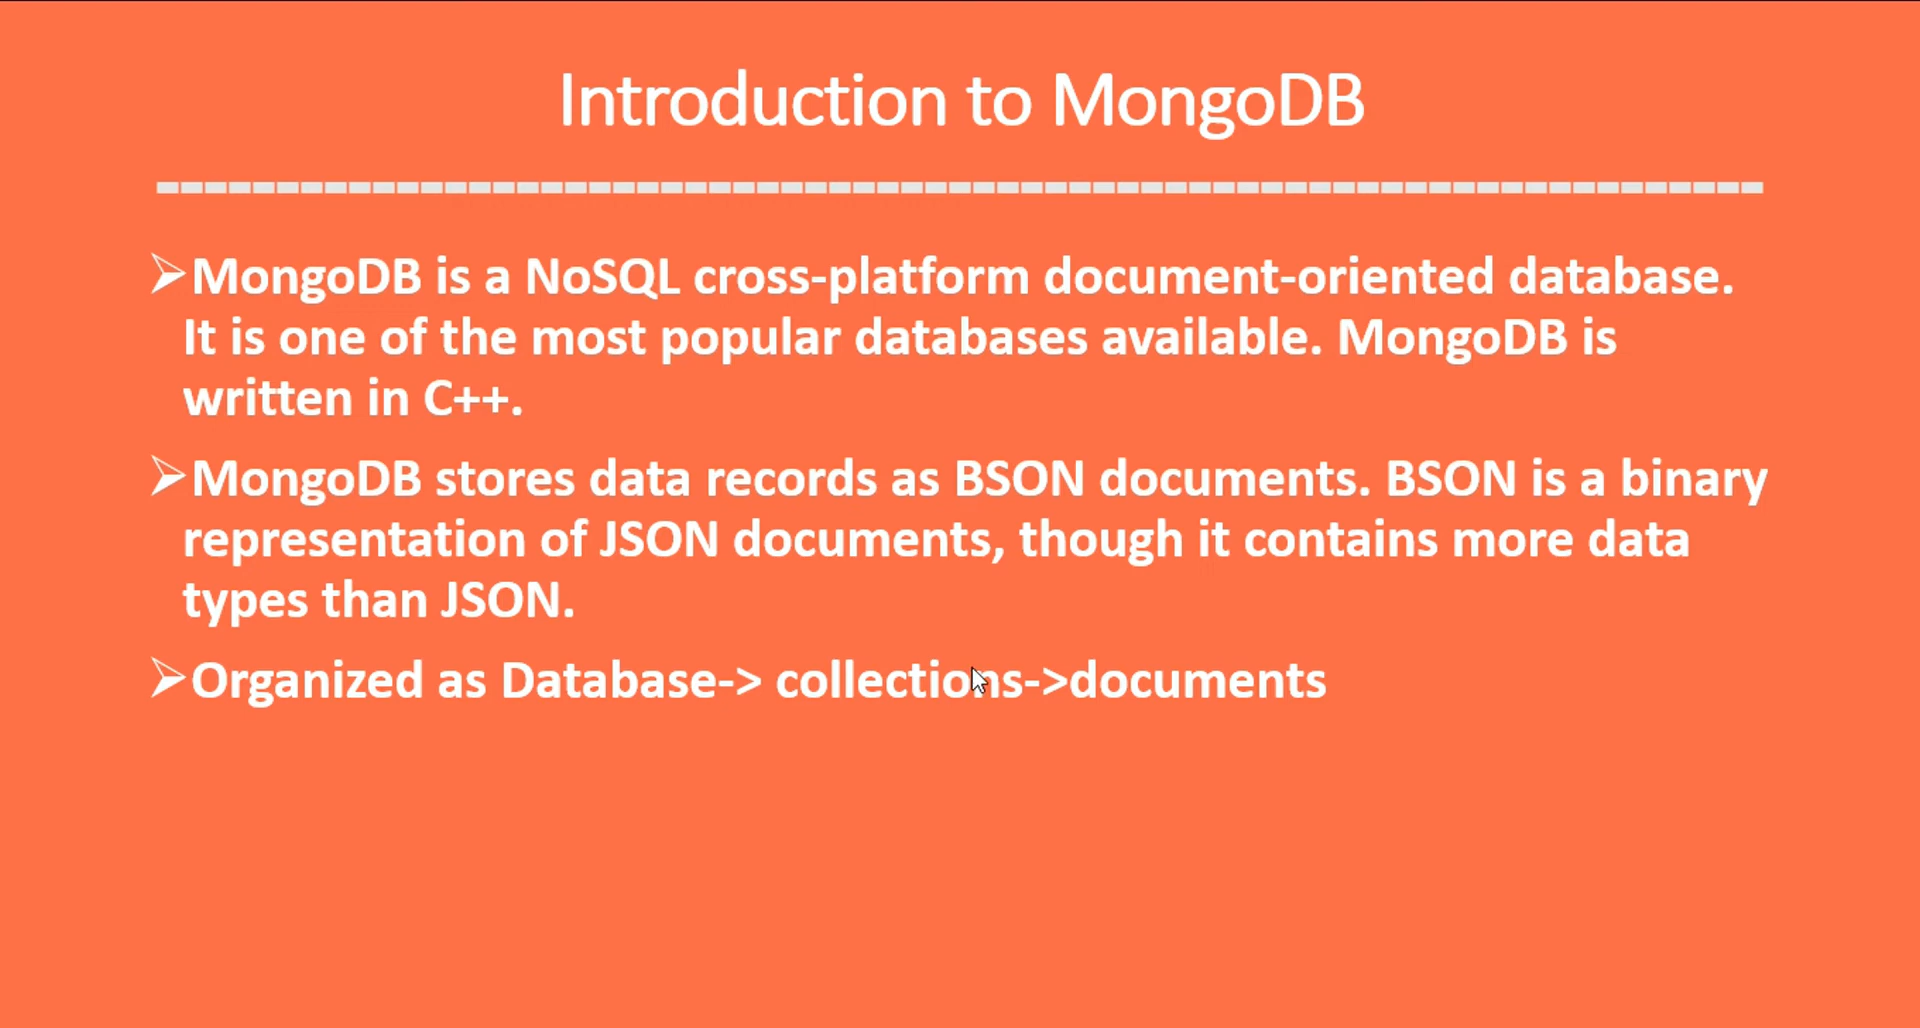 Introduction to MongoDB
➢MongoDB is a NoSQL cross-platform document-oriented database.
It is one of the most popular databases available. MongoDB is
written in C++.
➢MongoDB stores data records as BSON documents. BSON is a binary
representation of JSON documents, though it contains more data
types than JSON.
➢Organized as Database-> collections->documents